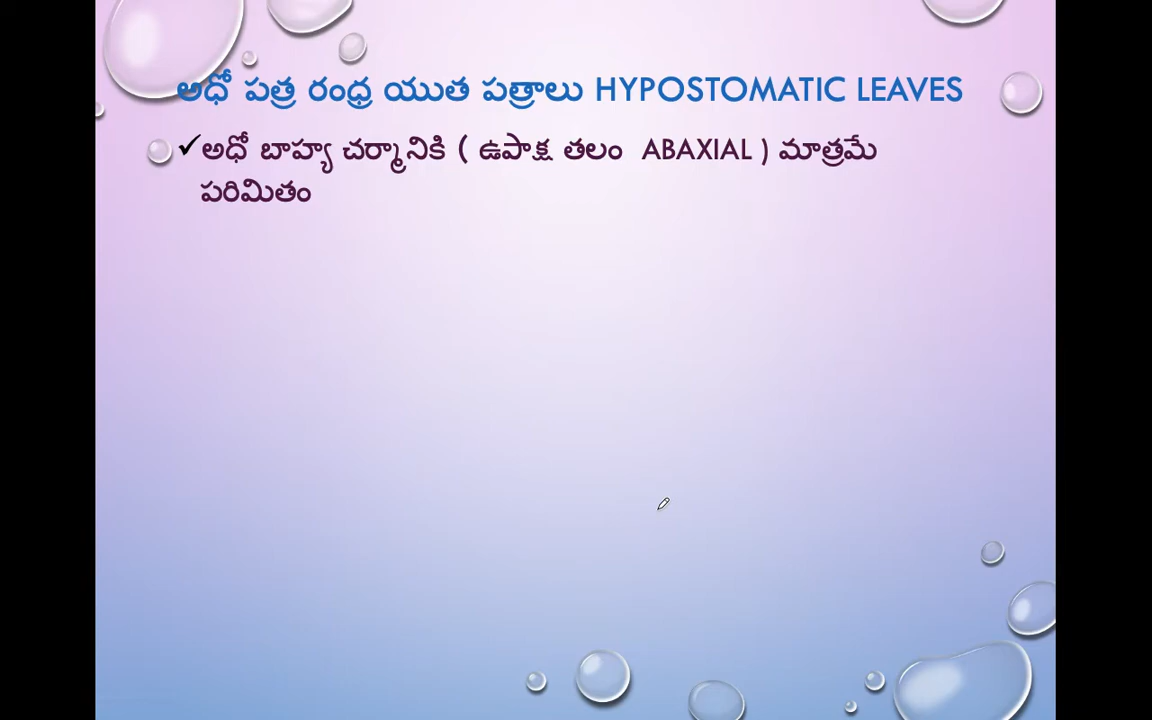 అధో పత్ర రంధ్ర యుత పత్రాలు HYPOSTOMATIC LEAVES
✓అధో బాహ్య చర్మానికి ( ఉపాక్ష తలం ABAXIAL ) మాత్రమే
పరిమితం